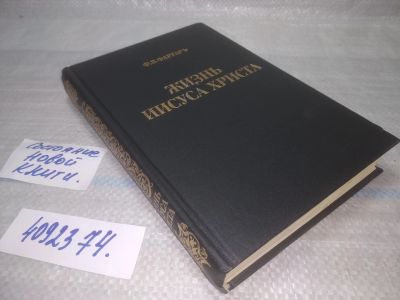 Ф.В.ФАРРАРЪ
ЖИЗНЬ
ИИСУСА ХРИСТА
состояние
новой
книги.
4092374.